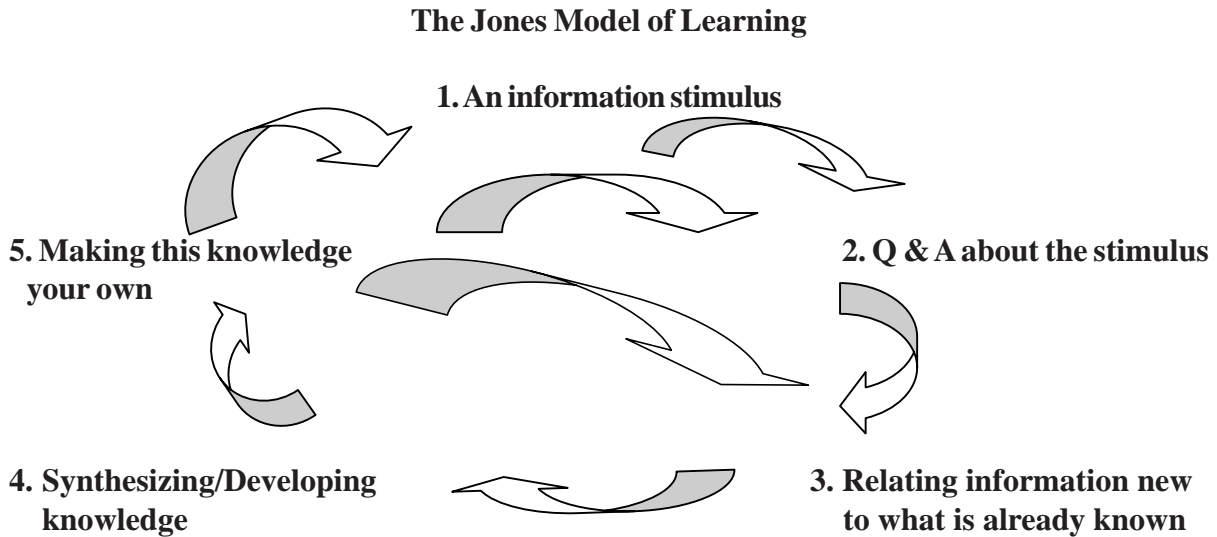 The Jones Model of Learning
1. An information stimulus
2. Q & A about the stimulus
3. Relating information new
to what is already known
4. Synthesizing/Developing
knowledge
5. Making this knowledge
your own